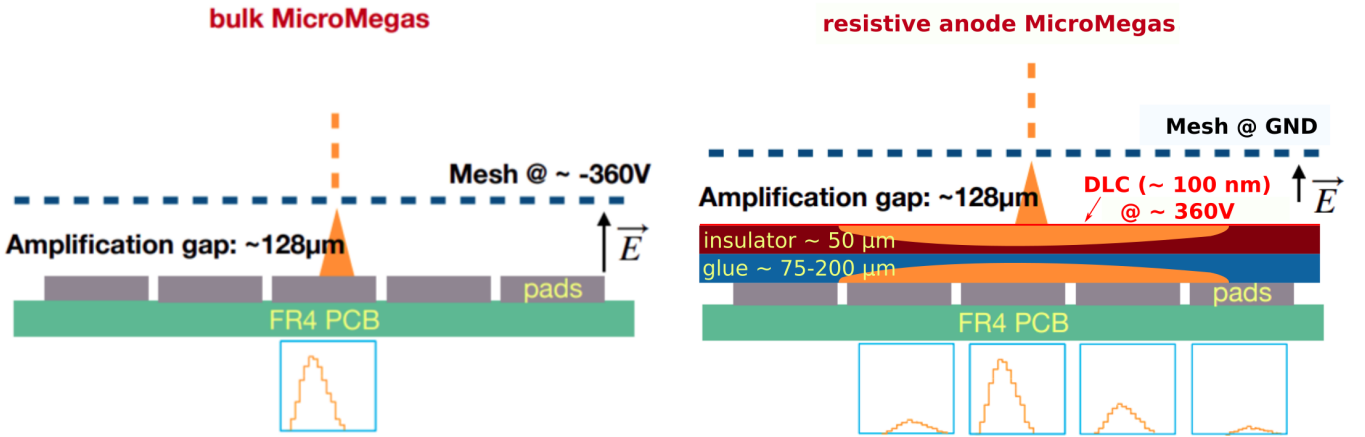 bulk MicroMegas
Mesh @ ~ -360V
Amplification gap: ~128μm
E
pads
FR4 PCB
resistive anode MicroMegas
Mesh @ GND
Amplification gap: ~128μm
DLC (~ 100 nm)
@ ~ 360V
E
insulator ~ 50 μm
glue ~ 75-200 μm
pads
FR4 PCB